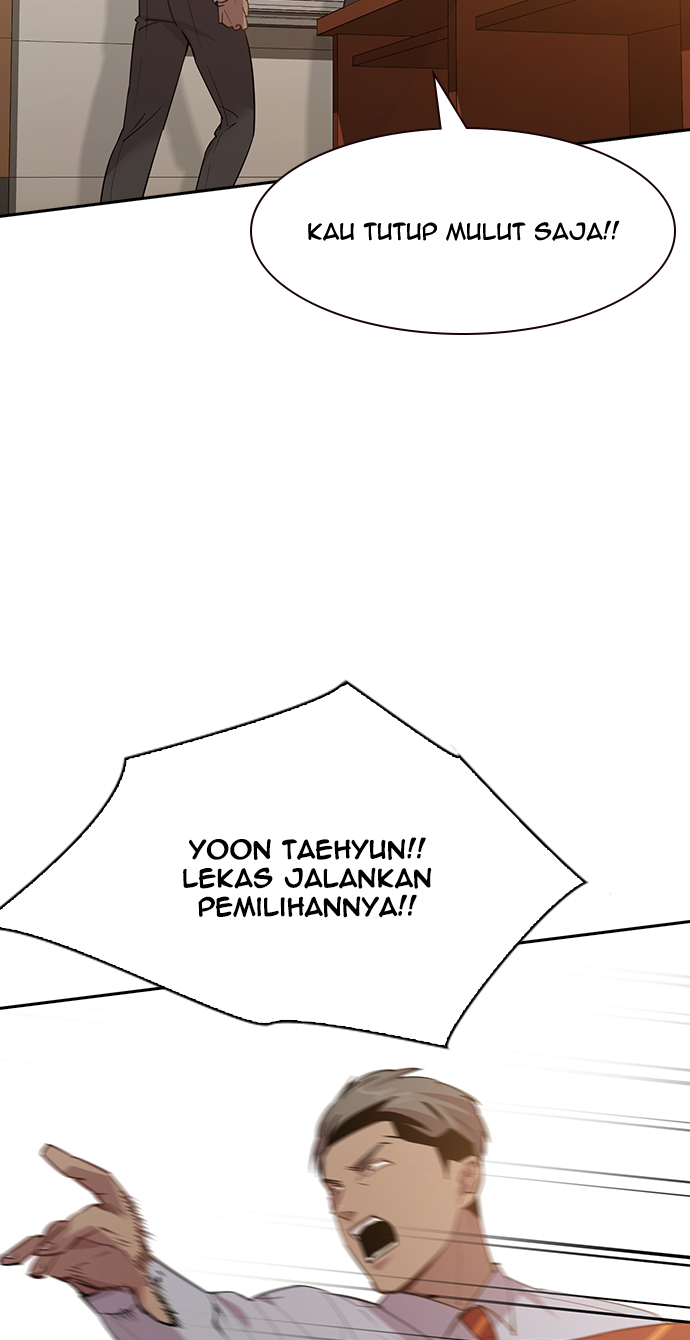 KAU TUTUP MULUT SAJA!!
YOON TAEHYUN!!
LEKAS JALANKAN
PEMILIHANNYA!!